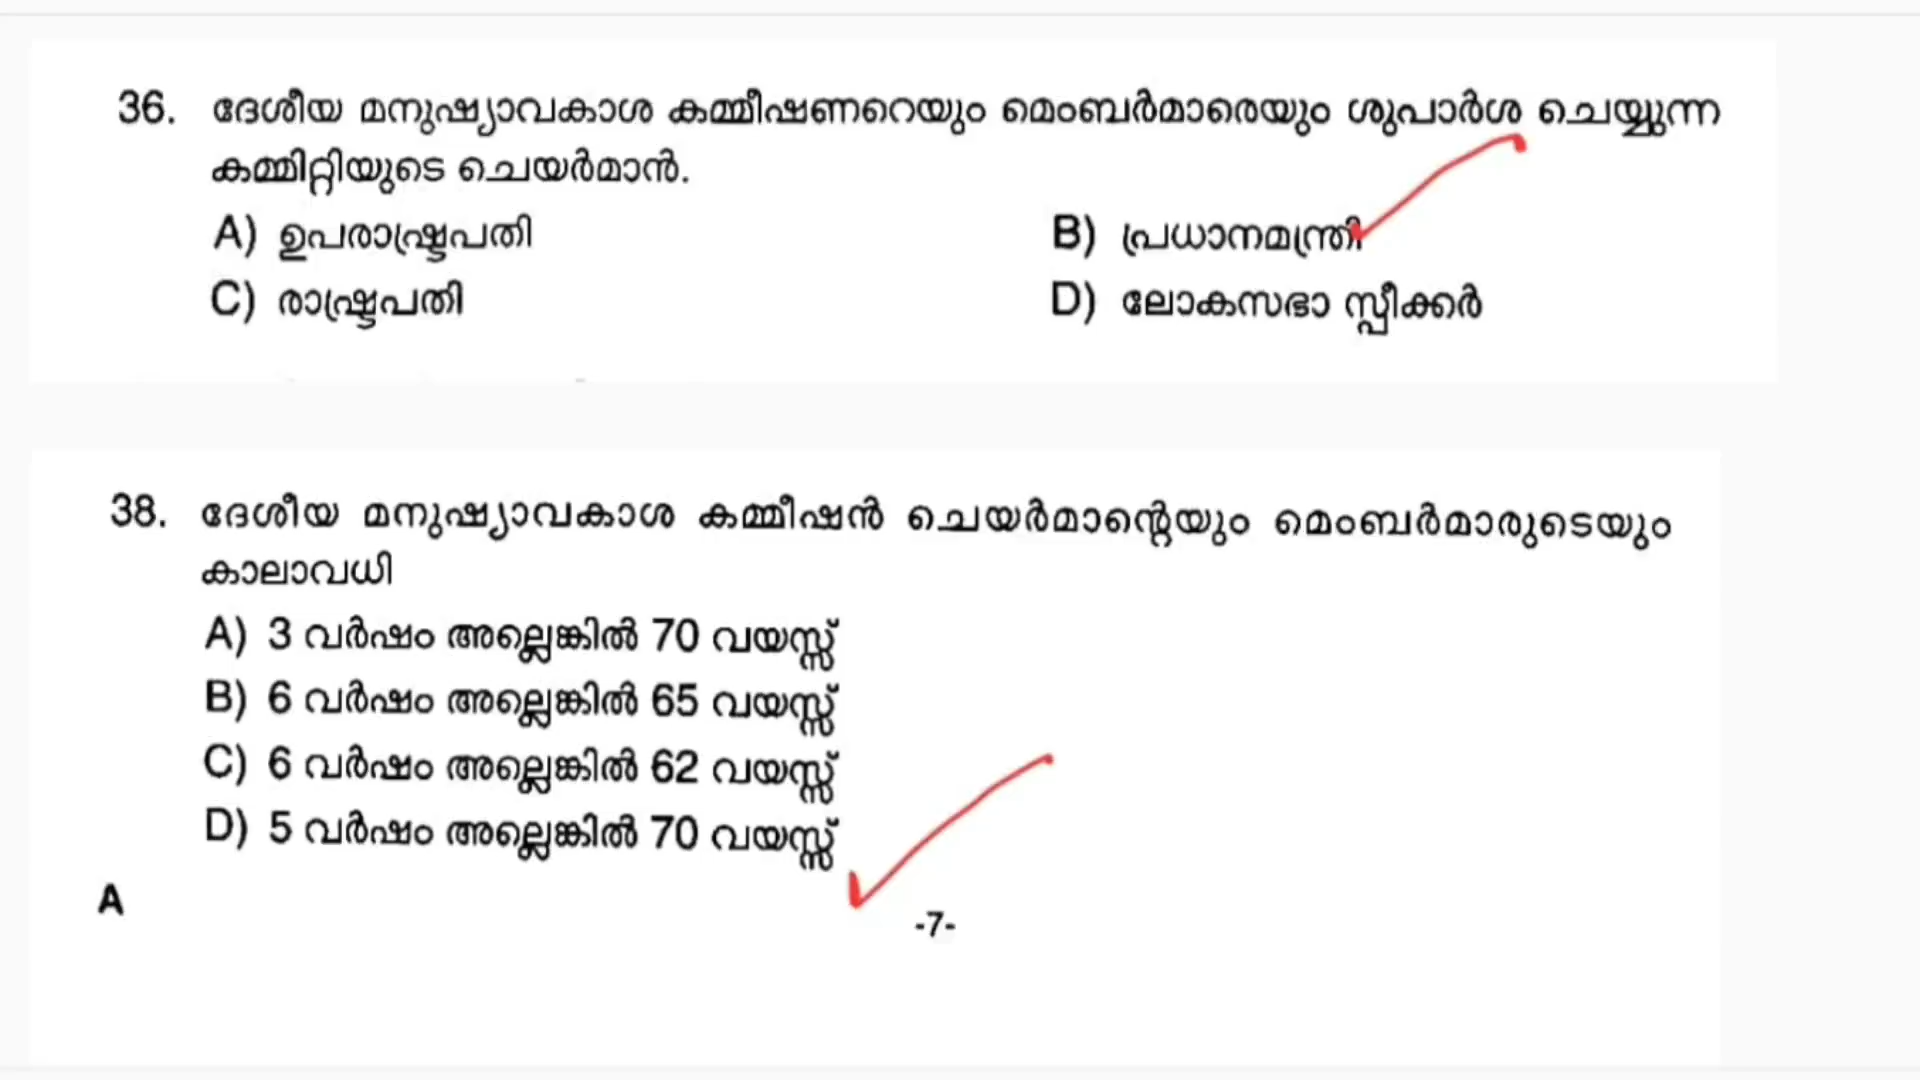 36. ദേശീയ മനുഷ്യാവകാശ കമ്മീഷണറെയും മെംബർമാരെയും ശുപാർശ ചെയ്യുന്ന
കമ്മിറ്റിയുടെ ചെയർമാൻ.
A) ഉപരാഷ്ട്രപതി B) പ്രധാനമന്ത്രി
C) രാഷ്ട്രപതി D) ലോകസഭാ സ്പീക്കർ
38. ദേശീയ മനുഷ്യാവകാശ കമ്മീഷൻ ചെയർമാന്റെയും മെംബർമാരുടെയും
കാലാവധി
A) 3 വർഷം അല്ലെങ്കിൽ 70 വയസ്സ്
B) 6 വർഷം അല്ലെങ്കിൽ 65 വയസ്സ്
C) 6 വർഷം അല്ലെങ്കിൽ 62 വയസ്സ്
D) 5 വർഷം അല്ലെങ്കിൽ 70 വയസ്സ്
A
-7-